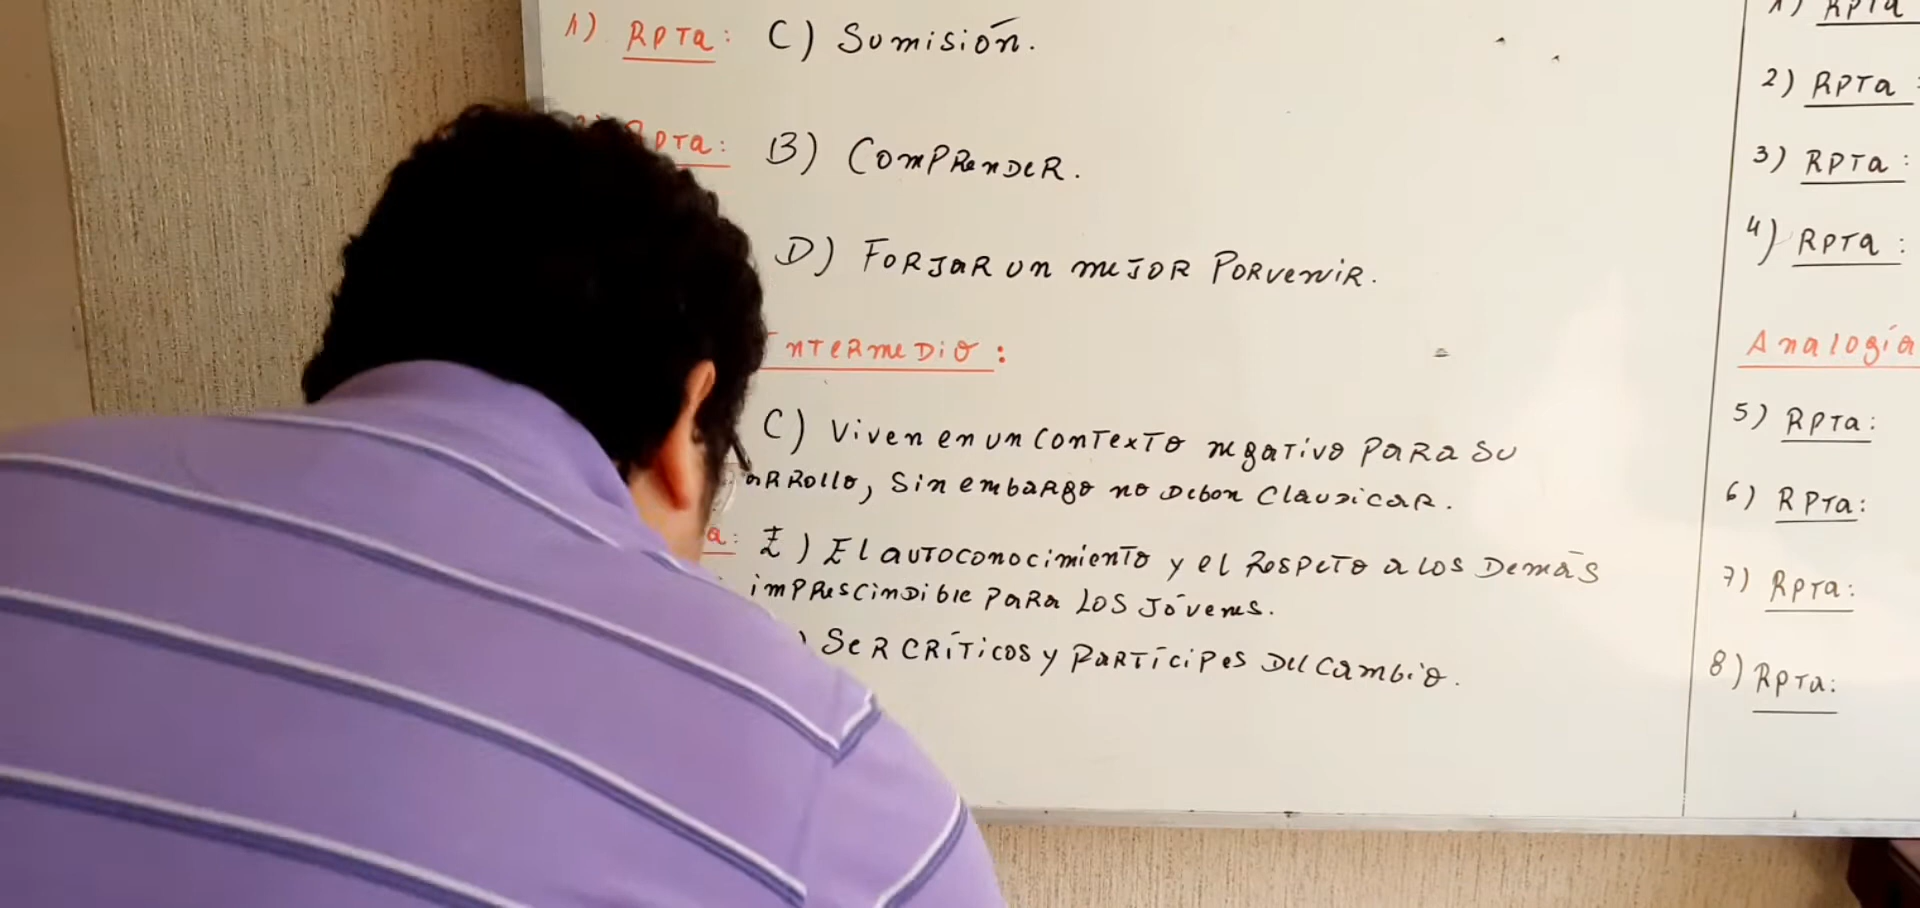 1) RPTa: C) Sumisión.
RPTa: B) ComPRenDeR.
D) FoRJaR un meJoR PoRveniR.
InteRmeDio:
C) Viven en un ConTexTo negaTivo PaRa su
aRRollo, Sin embaRgo no Deben ClauDicaR.
a: E) El auToconocimienTo y el RespeTo a los Demás
impRescinDible paRa los Jóvenes.
) SeR CRíTicos y paRTícipes Del Cambio.
1) RPTa
2) RPTa:
3) RPTa:
4) RPTa:
Analogía
5) RPTa:
6) RPTa:
7) RPTa:
8) RPTa: